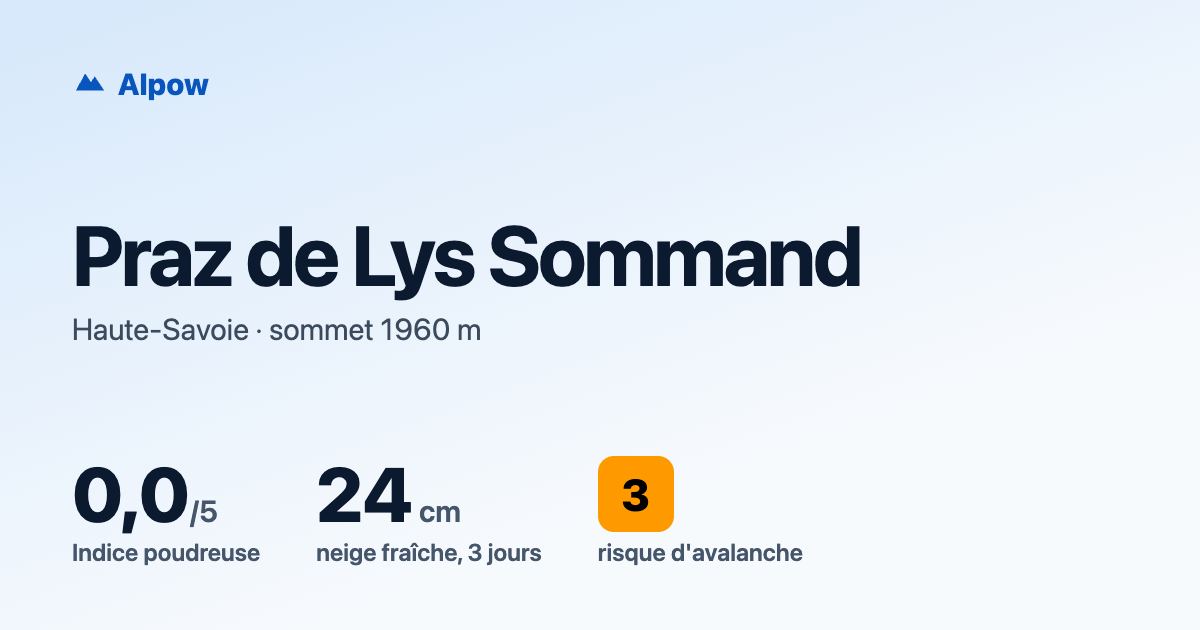 Alpow
Praz de Lys Sommand
Haute-Savoie · sommet 1960 m
0,0/5
Indice poudreuse
24 cm
neige fraîche, 3 jours
3
risque d'avalanche